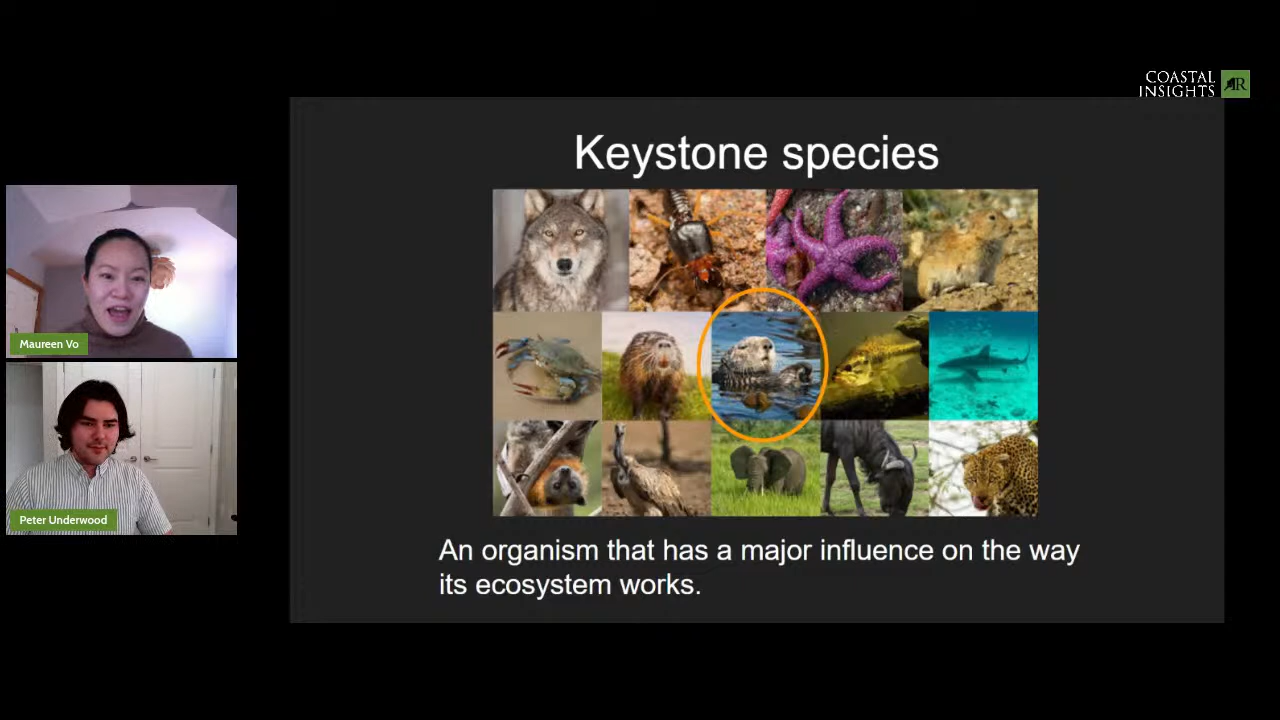 COASTAL
INSIGHTS
Keystone species
Maureen Vo
Peter Underwood
An organism that has a major influence on the way
its ecosystem works.